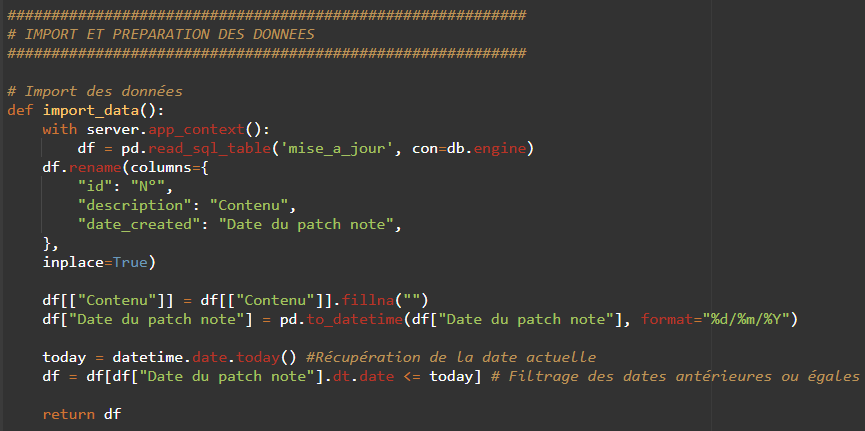 ###########################################################
# IMPORT ET PREPARATION DES DONNEES
###########################################################
# Import des données
def import_data():
    with server.app_context():
        df = pd.read_sql_table('mise_a_jour', con=db.engine)
    df.rename(columns={
        "id": "N°",
        "description": "Contenu",
        "date_created": "Date du patch note",
    },
    inplace=True)
    df[["Contenu"]] = df[["Contenu"]].fillna("")
    df["Date du patch note"] = pd.to_datetime(df["Date du patch note"], format="%d/%m/%Y")
    today = datetime.date.today() #Récupération de la date actuelle
    df = df[df["Date du patch note"].dt.date <= today] # Filtrage des dates antérieures ou égales
    return df